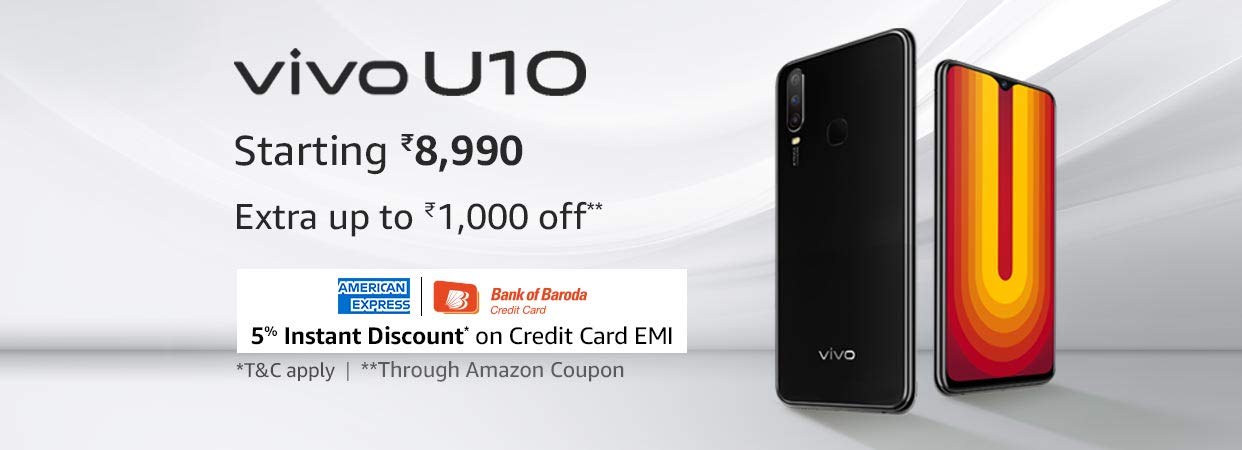 vivo U10
Starting ₹8,990
Extra up to ₹1,000 off**
AMERICAN
EXPRESS
Bank of Baroda
Credit Card
5% Instant Discount* on Credit Card EMI
*T&C apply | **Through Amazon Coupon
vivo